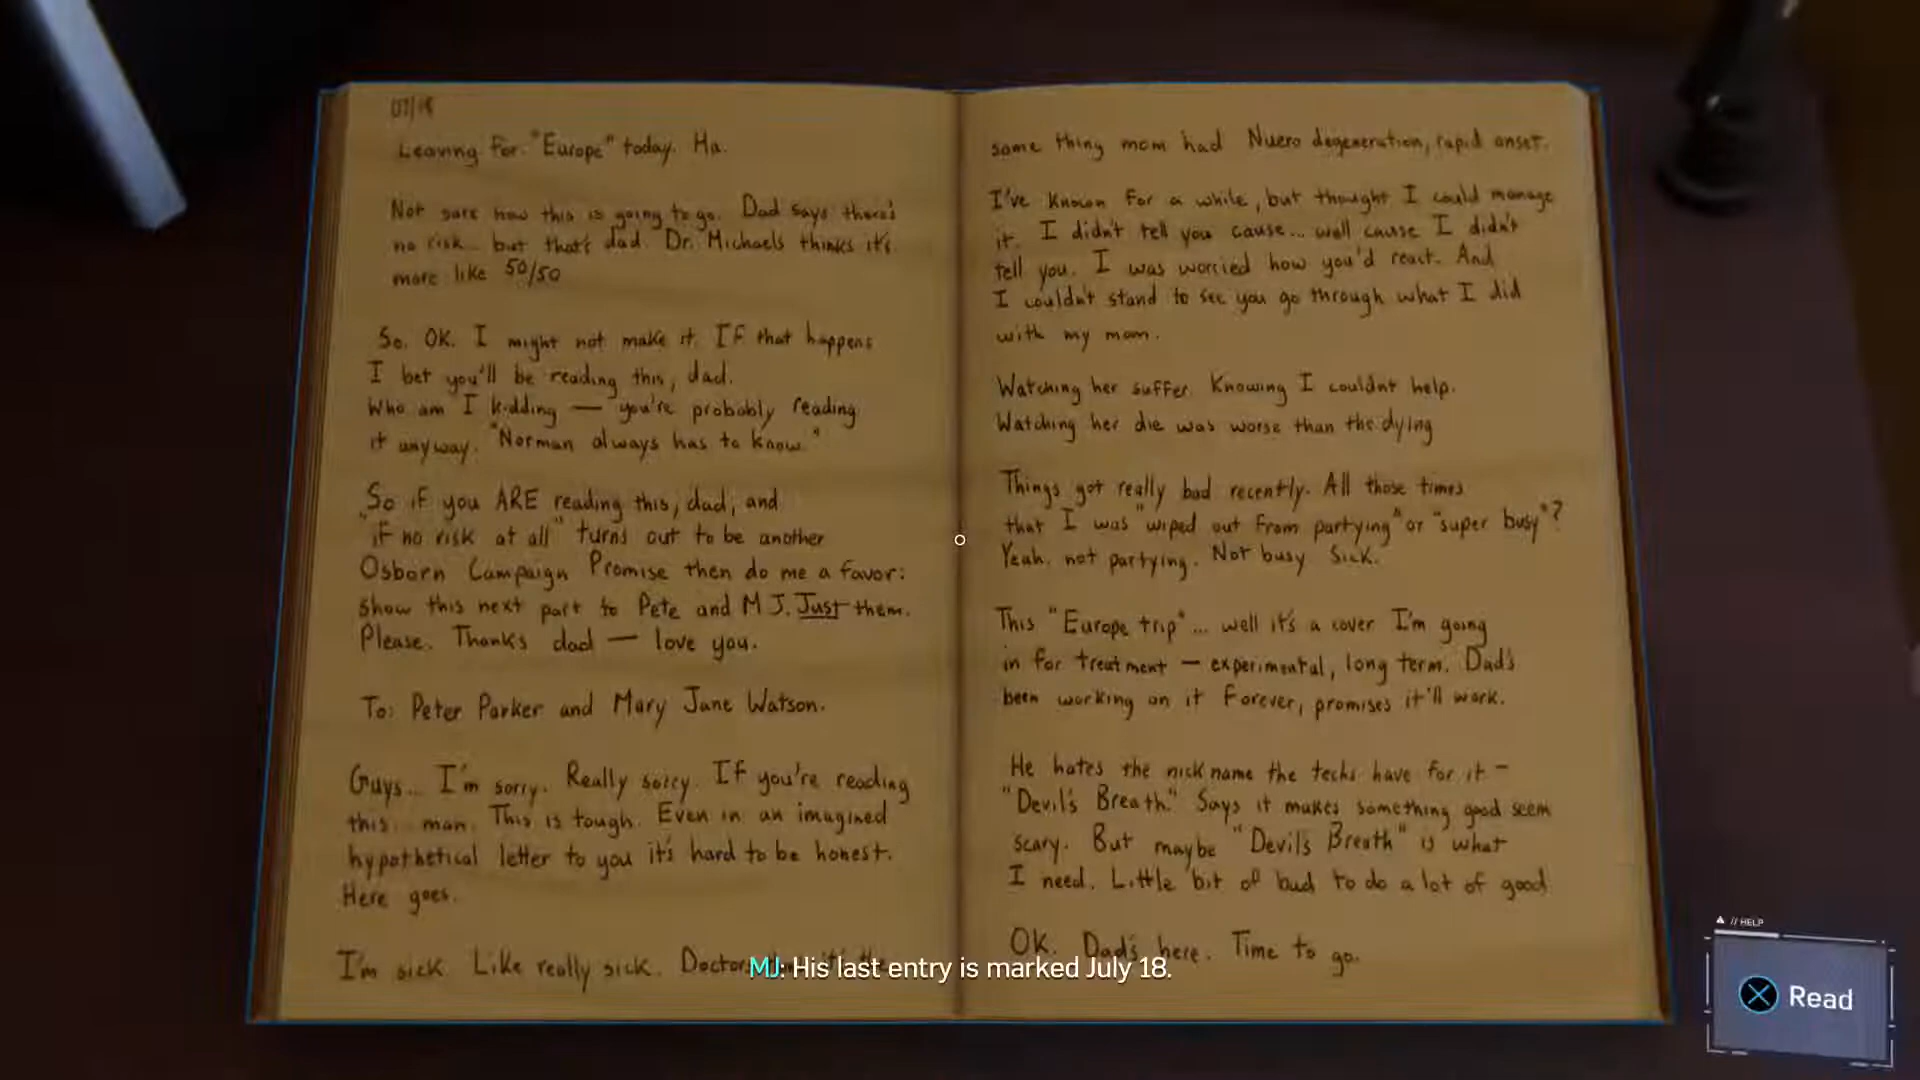 07/18
Leaving for "Europe" today. Ha.
Not sure how this is going to go. Dad says there's
no risk... but that's dad. Dr. Michaels thinks it's
more like 50/50
So. OK. I might not make it. If that happens
I bet you'll be reading this, dad.
Who am I kidding — you're probably reading
it anyway. "Norman always has to know."
So if you ARE reading this, dad, and
"if no risk at all" turns out to be another
Osborn Campaign Promise then do me a favor:
show this next part to Pete and MJ. Just them.
Please. Thanks dad — love you.
To: Peter Parker and Mary Jane Watson.
Guys... I'm sorry. Really sorry. If you're reading
this... man. This is tough. Even in an imagined
hypothetical letter to you it's hard to be honest.
Here goes.
I'm sick. Like really sick. Doctor
some thing mom had Nuero degeneration, rapid onset.
I've known for a while, but thought I could manage
it. I didn't tell you cause... well cause I didn't
tell you. I was worried how you'd react. And
I couldn't stand to see you go through what I did
with my mom.
Watching her suffer. Knowing I couldnt help.
Watching her die was worse than the dying
Things got really bad recently. All those times
that I was "wiped out from partying" or "super busy"?
Yeah. not partying. Not busy Sick.
This "Europe trip"... well it's a cover I'm going
in for treatment — experimental, long term. Dad's
been working on it forever, promises it'll work.
He hates the nickname the techs have for it —
"Devil's Breath." Says it makes something good seem
scary. But maybe "Devil's Breath" is what
I need. Little bit of bad to do a lot of good
OK. Dad's here. Time to go.
MJ: His last entry is marked July 18.
// HELP
Read